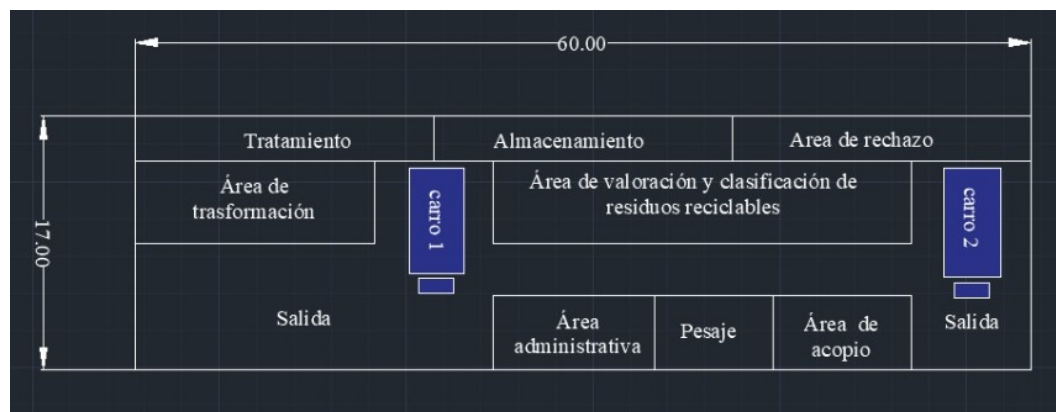 60.00
17.00
Tratamiento
Almacenamiento
Area de rechazo
Área de
trasformación
carro 1
Área de valoración y clasificación de
residuos reciclables
carro 2
Salida
Área
administrativa
Pesaje
Área de
acopio
Salida